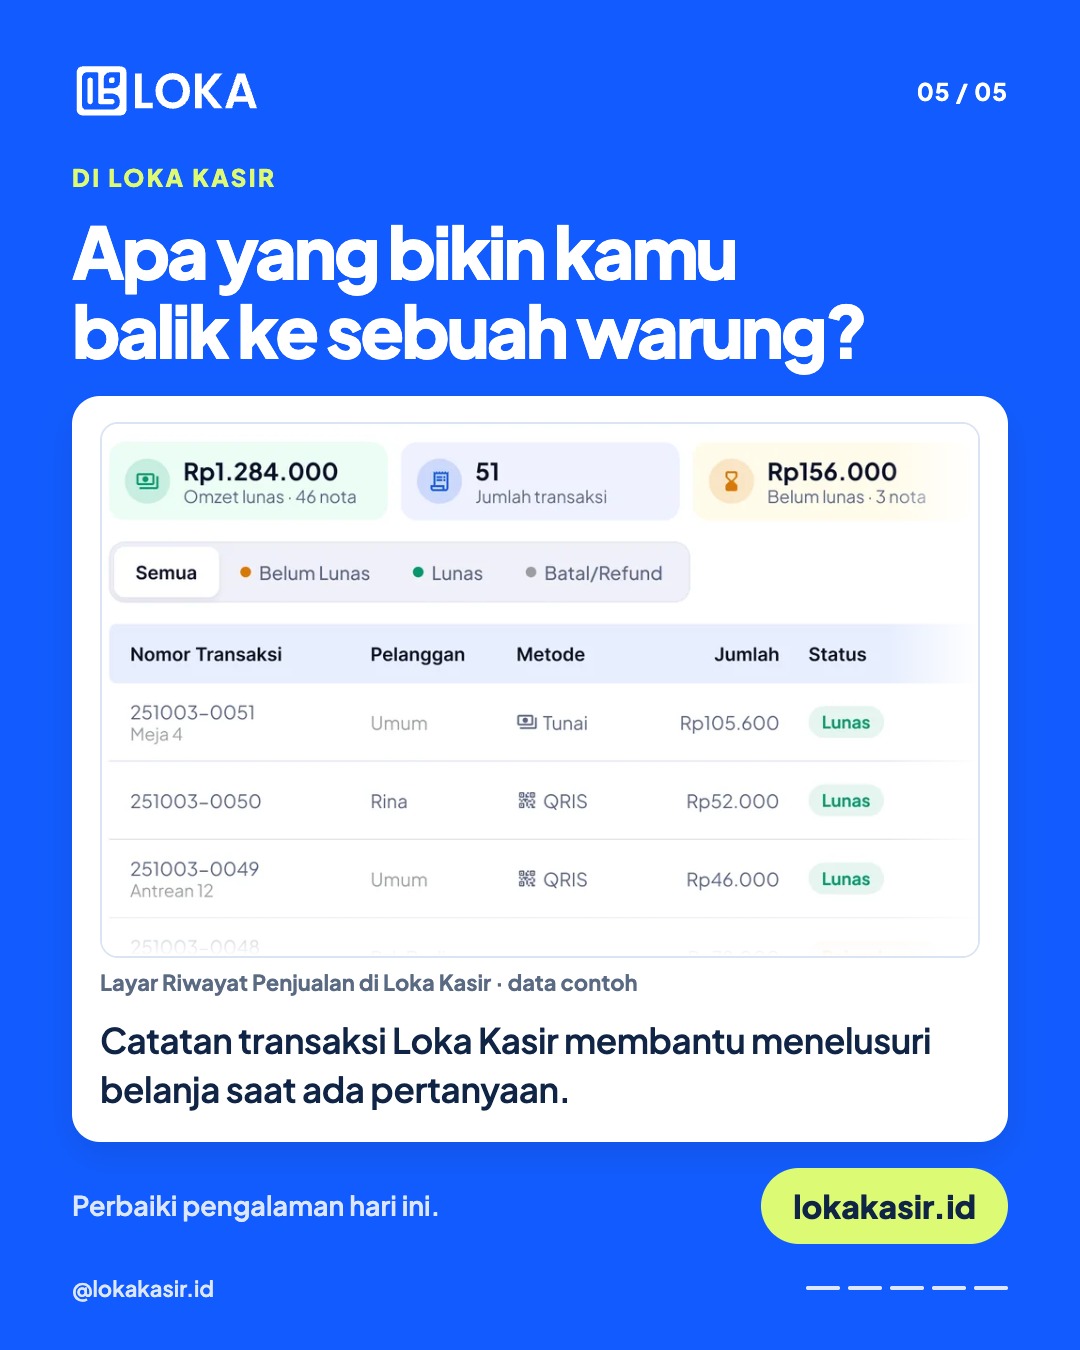 LOKA
05 / 05
DI LOKA KASIR
Apa yang bikin kamu
balik ke sebuah warung?
Rp1.284.000
Omzet lunas · 46 nota
51
Jumlah transaksi
Rp156.000
Belum lunas · 3 nota
Semua
Belum Lunas
Lunas
Batal/Refund
Nomor Transaksi Pelanggan Metode Jumlah Status
251003-0051
Meja 4
Umum Tunai Rp105.600 Lunas
251003-0050 Rina QRIS Rp52.000 Lunas
251003-0049
Antrean 12
Umum QRIS Rp46.000 Lunas
251003-0048
Layar Riwayat Penjualan di Loka Kasir · data contoh
Catatan transaksi Loka Kasir membantu menelusuri
belanja saat ada pertanyaan.
Perbaiki pengalaman hari ini.
lokakasir.id
@lokakasir.id